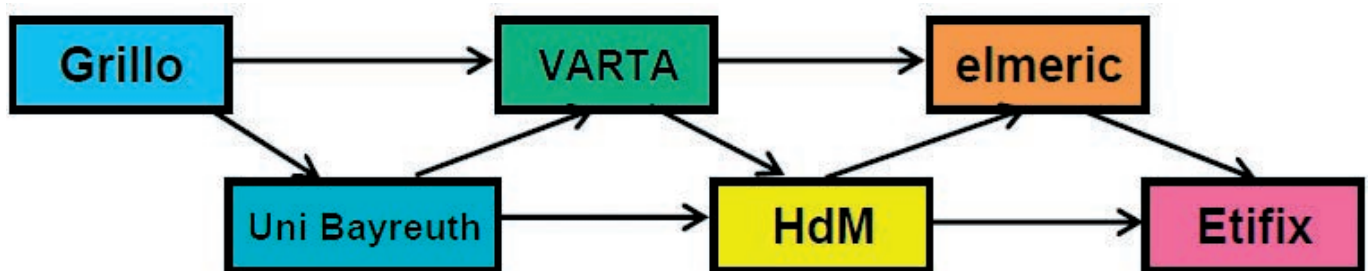 Grillo
VARTA
elmeric
Uni Bayreuth
HdM
Etifix